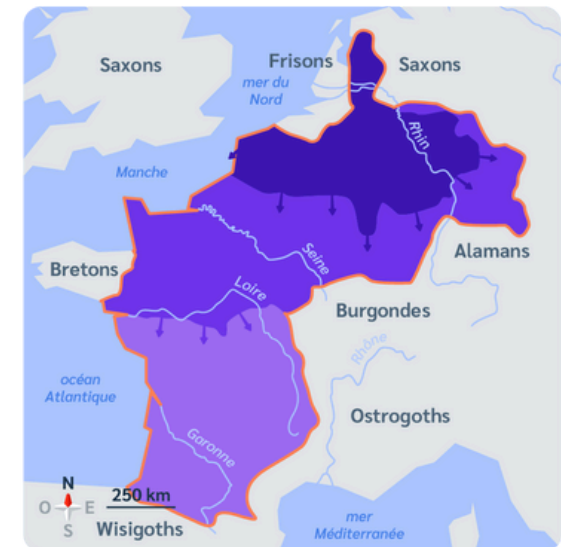 Saxons
Frisons
Saxons
mer du
Nord
Rhin
Manche
Alamans
Bretons
Seine
Loire
Burgondes
Rhône
océan
Atlantique
Ostrogoths
Garonne
N
O
E
S
250 km
Wisigoths
mer
Méditerranée